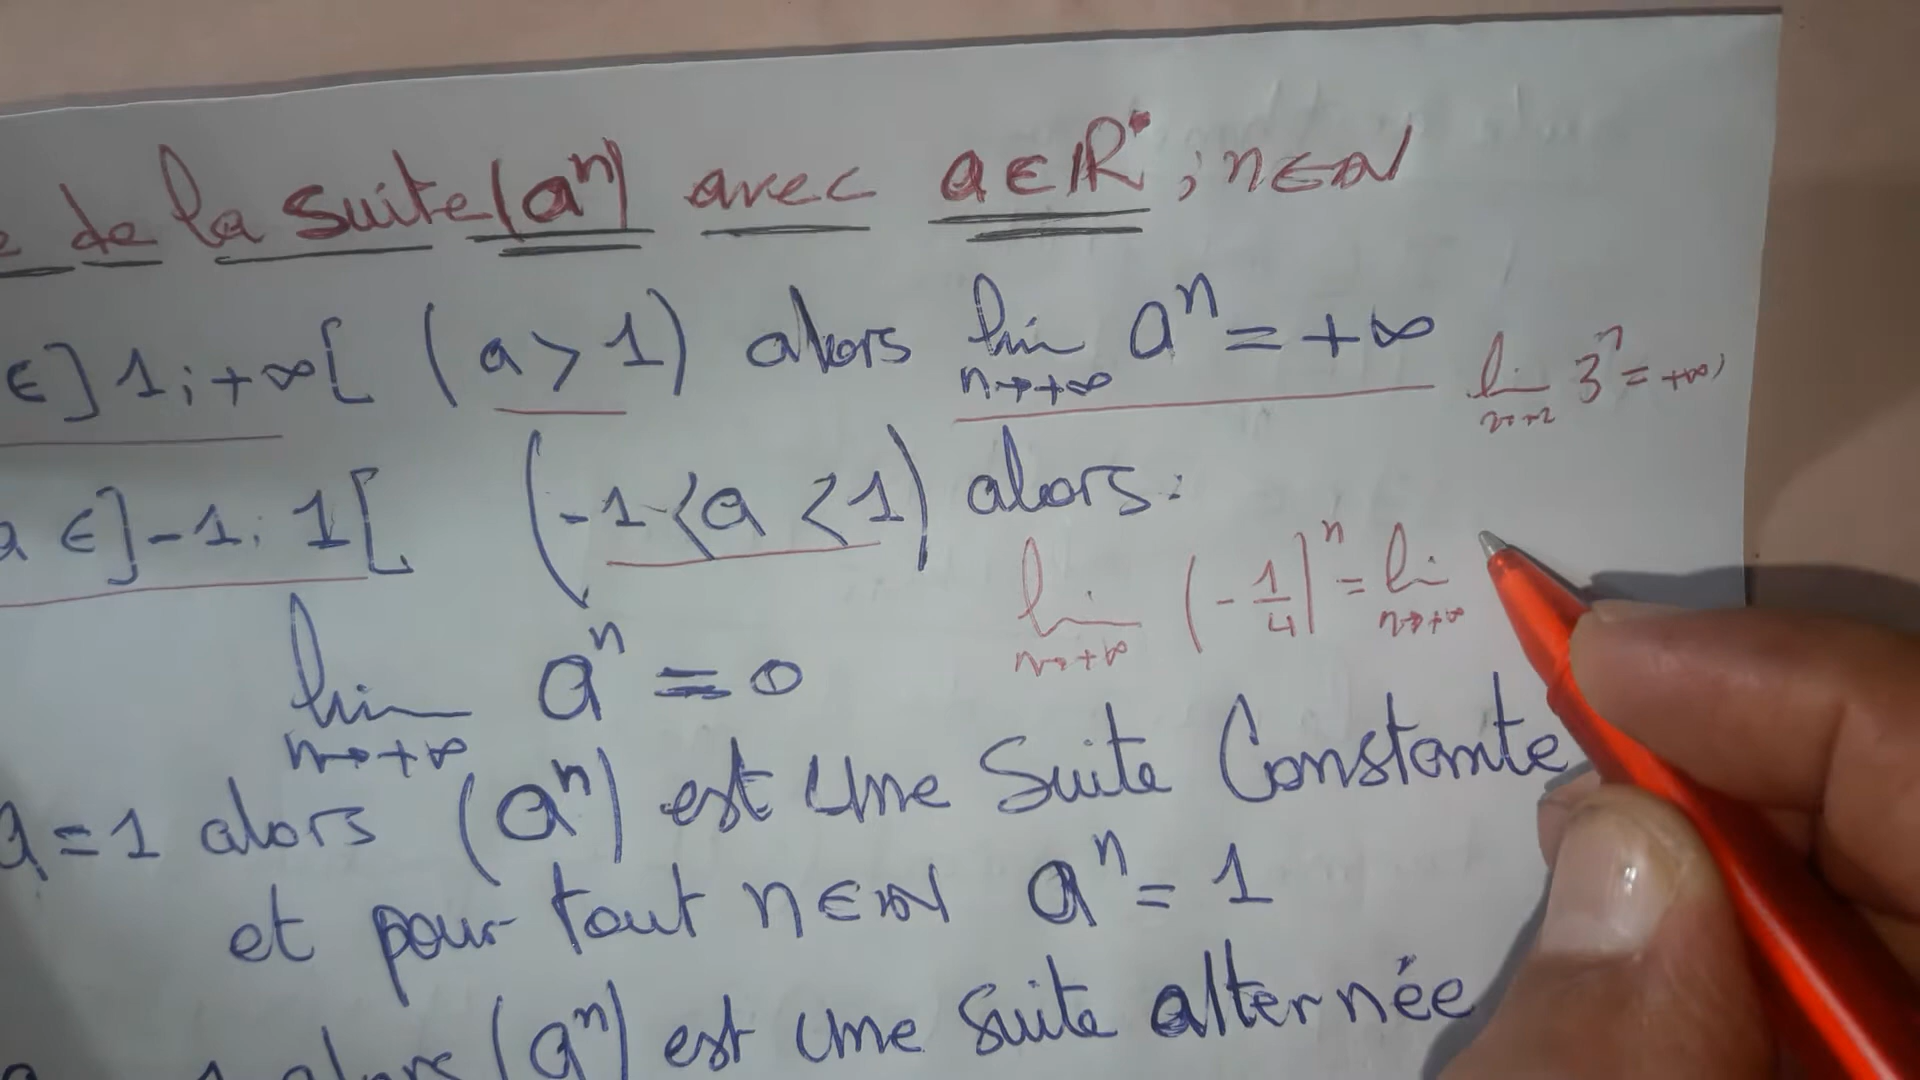 de la suite (aⁿ) avec a ∈ ℝ* ; n ∈ ℕ
∈ ]1; +∞[ (a > 1) alors lim n→+∞ aⁿ = +∞
lim 3ⁿ = +∞,
a ∈ ]-1; 1[ (-1 < a < 1) alors:
lim n→+∞ (-1/4)ⁿ = lim n→+∞
lim n→+∞ aⁿ = 0
a = 1 alors (aⁿ) est une suite Constante
et pour tout n ∈ ℕ aⁿ = 1
1 alors (aⁿ) est une suite alternée